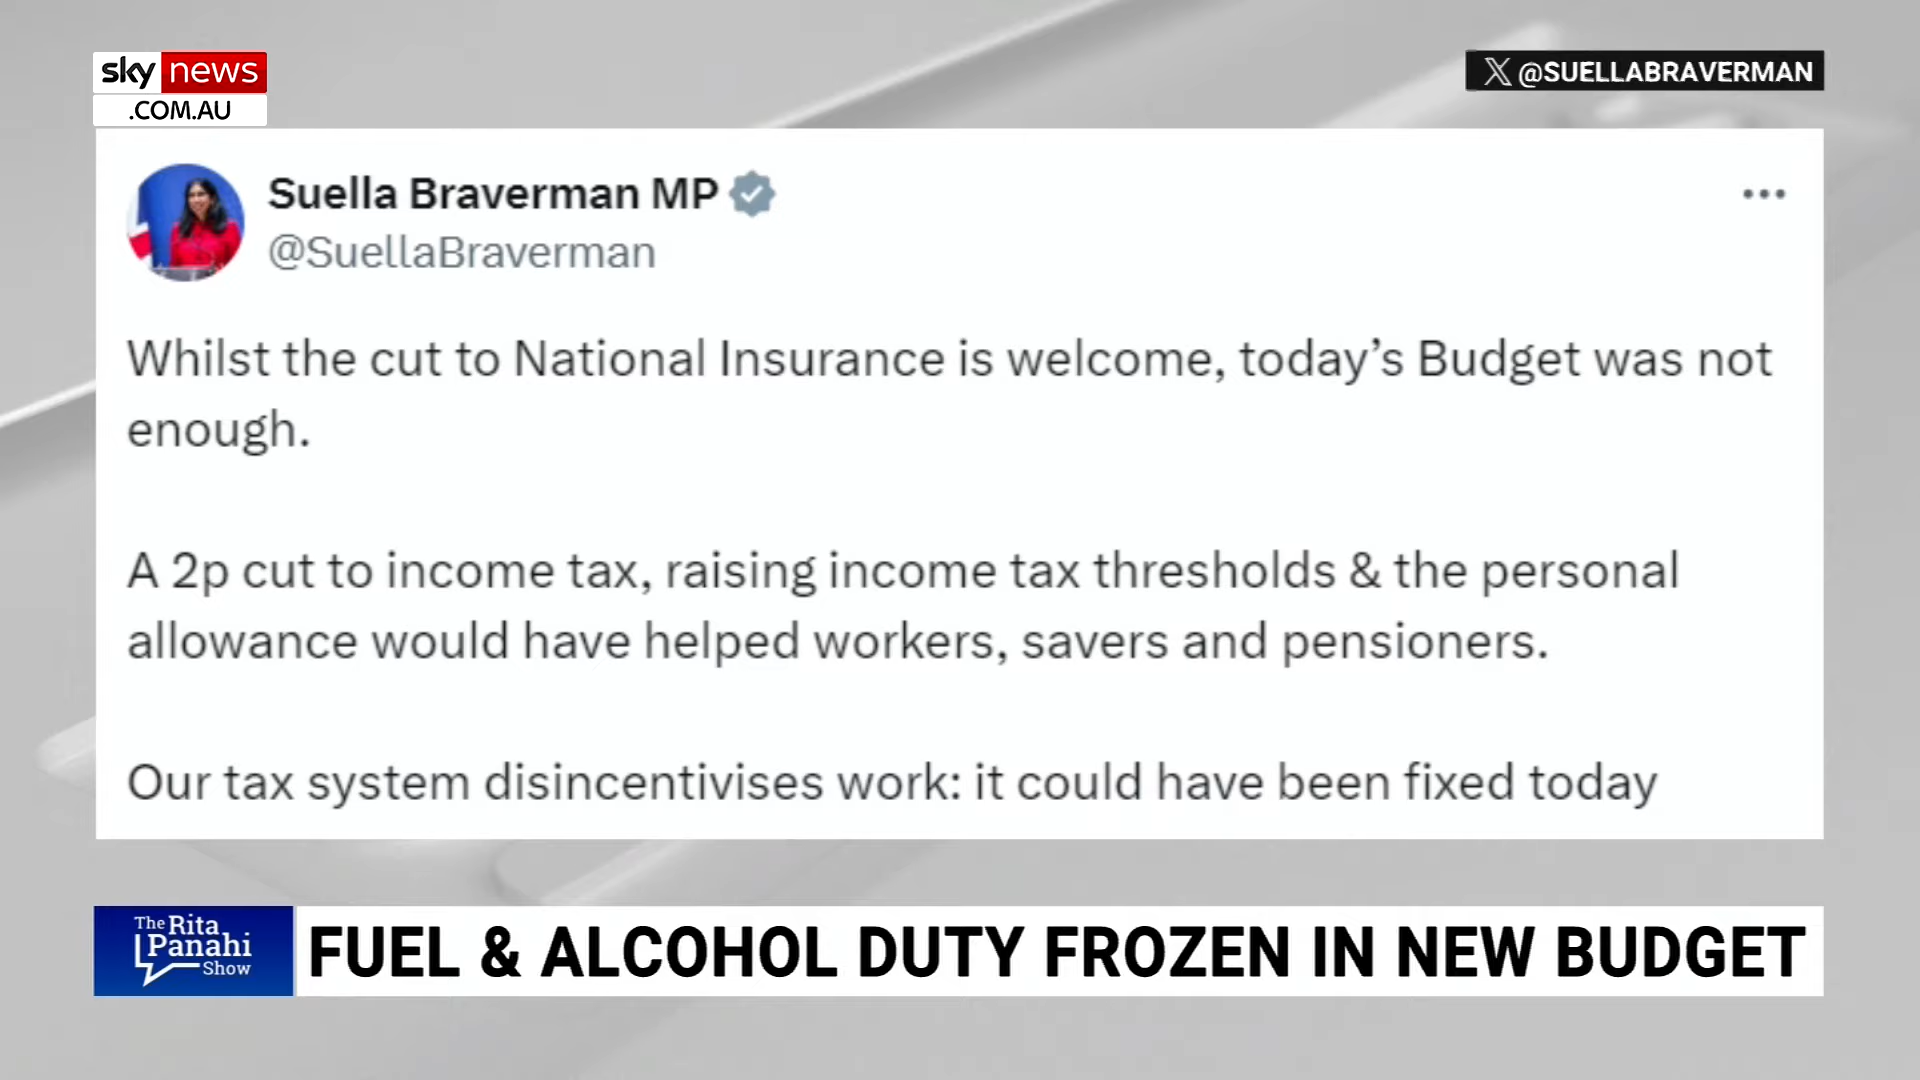 sky news
.COM.AU
X @SUELLABRAVERMAN
Suella Braverman MP
@SuellaBraverman
Whilst the cut to National Insurance is welcome, today’s Budget was not
enough.
A 2p cut to income tax, raising income tax thresholds & the personal
allowance would have helped workers, savers and pensioners.
Our tax system disincentivises work: it could have been fixed today
The Rita
Panahi
Show
FUEL & ALCOHOL DUTY FROZEN IN NEW BUDGET